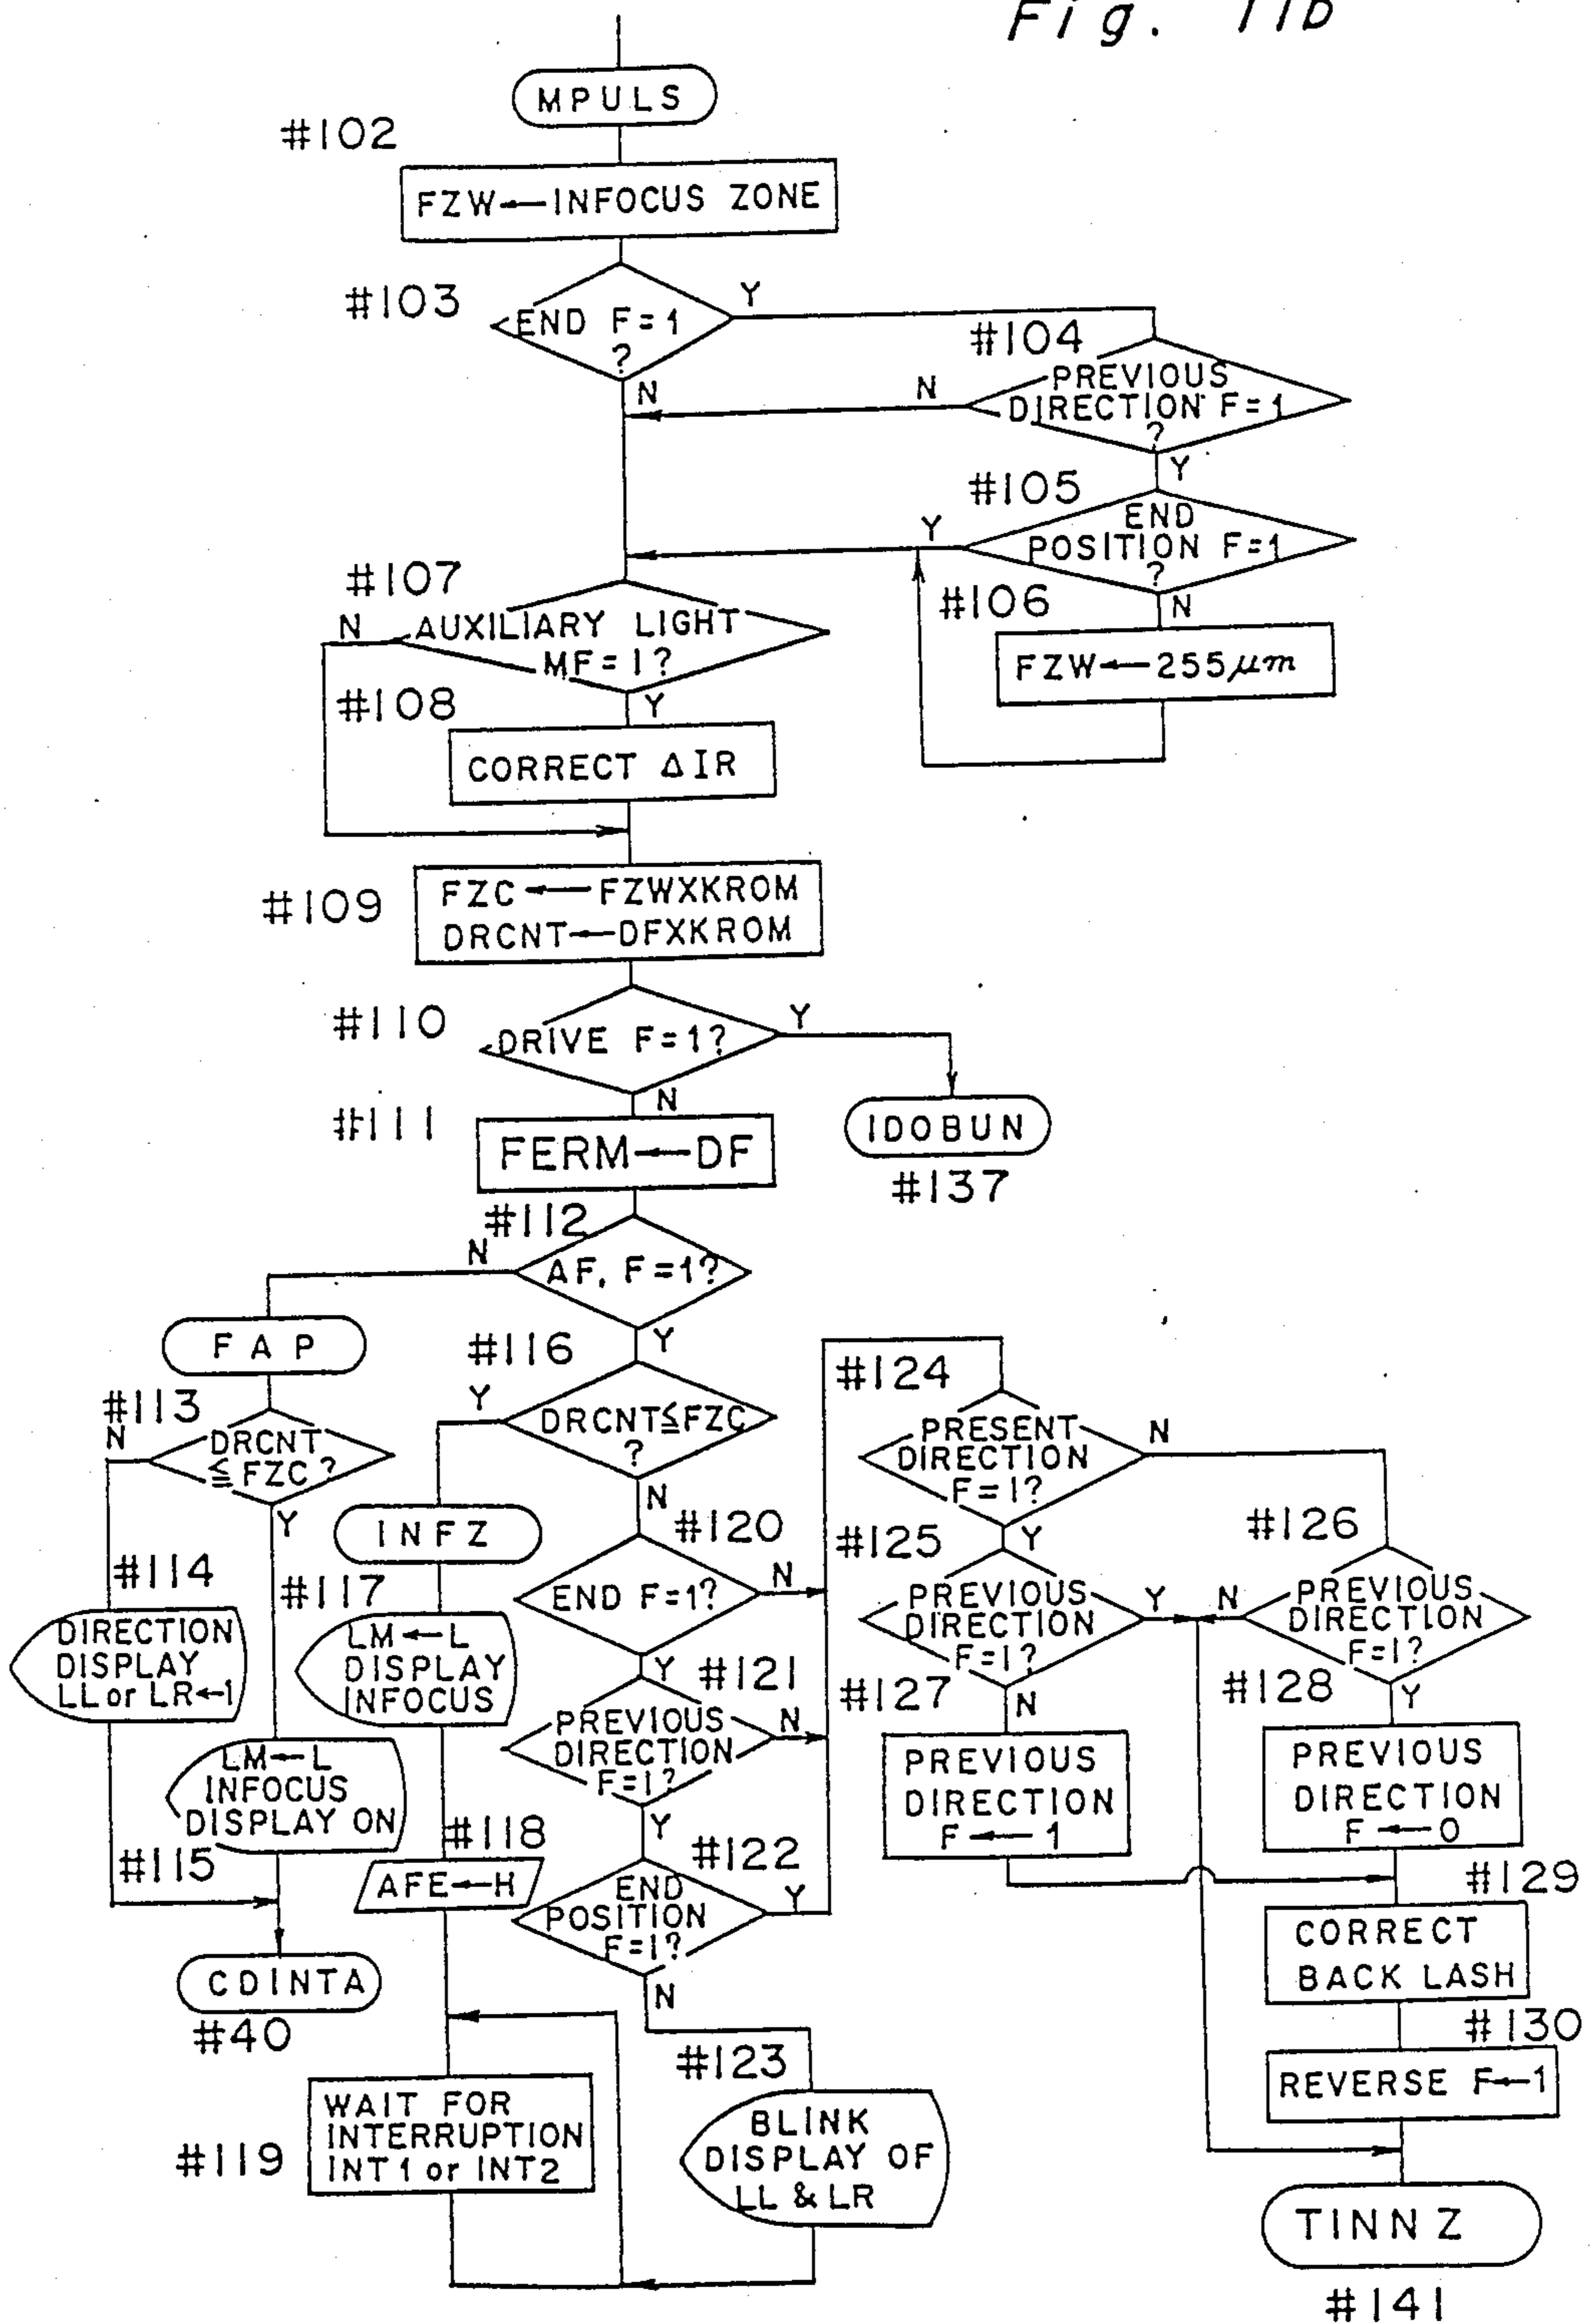 Fig. 11b
MPULS
#102
FZW←INFOCUS ZONE
#103
END F=1
?
Y
N
#104
PREVIOUS
DIRECTION F=1
?
N
Y
#105
END
POSITION F=1
?
Y
N
#106
FZW←255μm
#107
AUXILIARY LIGHT
MF=1?
N
Y
#108
CORRECT ΔIR
#109
FZC←FZWXKROM
DRCNT←DFXKROM
#110
DRIVE F=1?
Y
N
IDOBUN
#137
#111
FERM←DF
#112
AF, F=1?
N
Y
FAP
#113
DRCNT
≦FZC?
N
Y
#114
DIRECTION
DISPLAY
LL or LR←1
#115
#117
LM←L
INFOCUS
DISPLAY ON
CDINTA
#40
#116
DRCNT≦FZC
?
Y
N
INFZ
LM←L
DISPLAY
INFOCUS
#118
AFE←H
#119
WAIT FOR
INTERRUPTION
INT1 or INT2
#120
END F=1?
N
Y
#121
PREVIOUS
DIRECTION
F=1?
N
Y
#122
END
POSITION
F=1?
Y
N
#123
BLINK
DISPLAY OF
LL & LR
#124
PRESENT
DIRECTION
F=1?
N
Y
#125
PREVIOUS
DIRECTION
F=1?
Y
N
#126
PREVIOUS
DIRECTION
F=1?
N
Y
#127
PREVIOUS
DIRECTION
F←1
#128
PREVIOUS
DIRECTION
F←0
#129
CORRECT
BACK LASH
#130
REVERSE F←1
TINNZ
#141